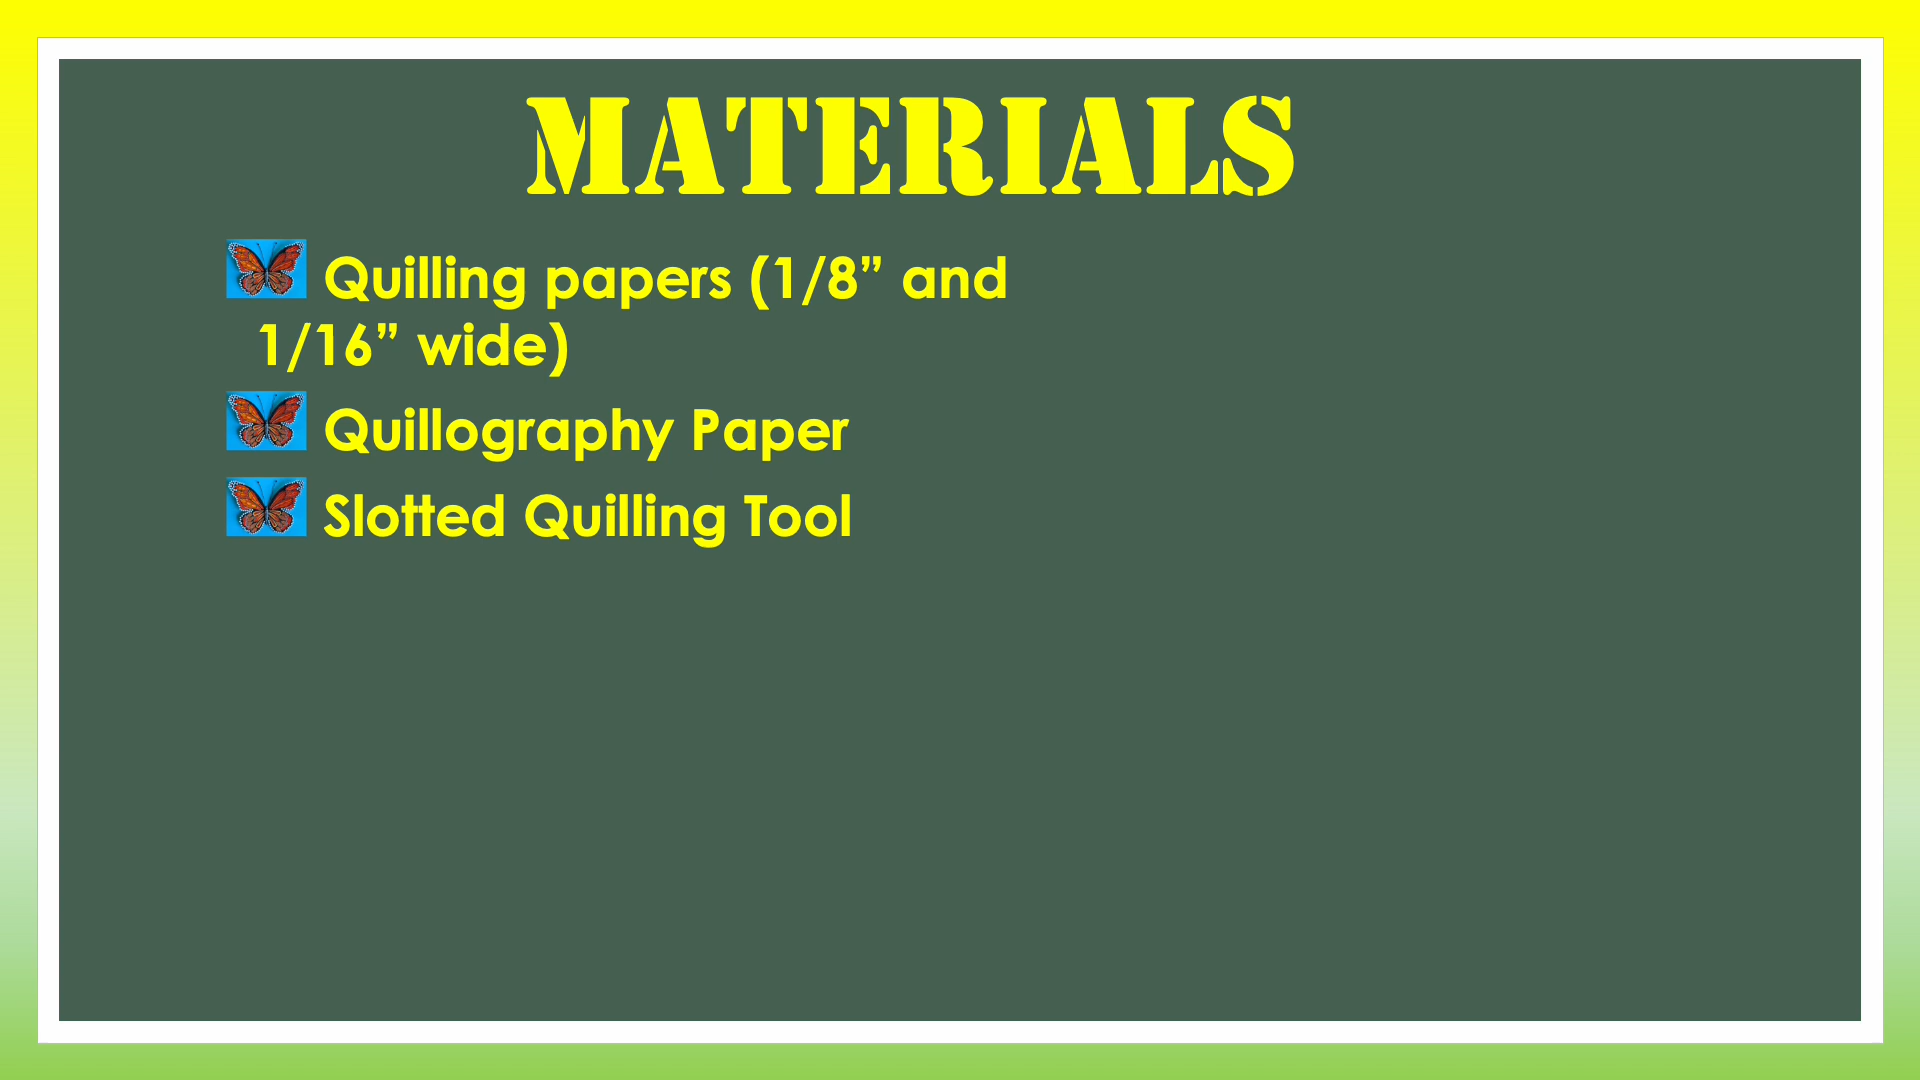 MATERIALS
Quilling papers (1/8” and
1/16” wide)
Quillography Paper
Slotted Quilling Tool